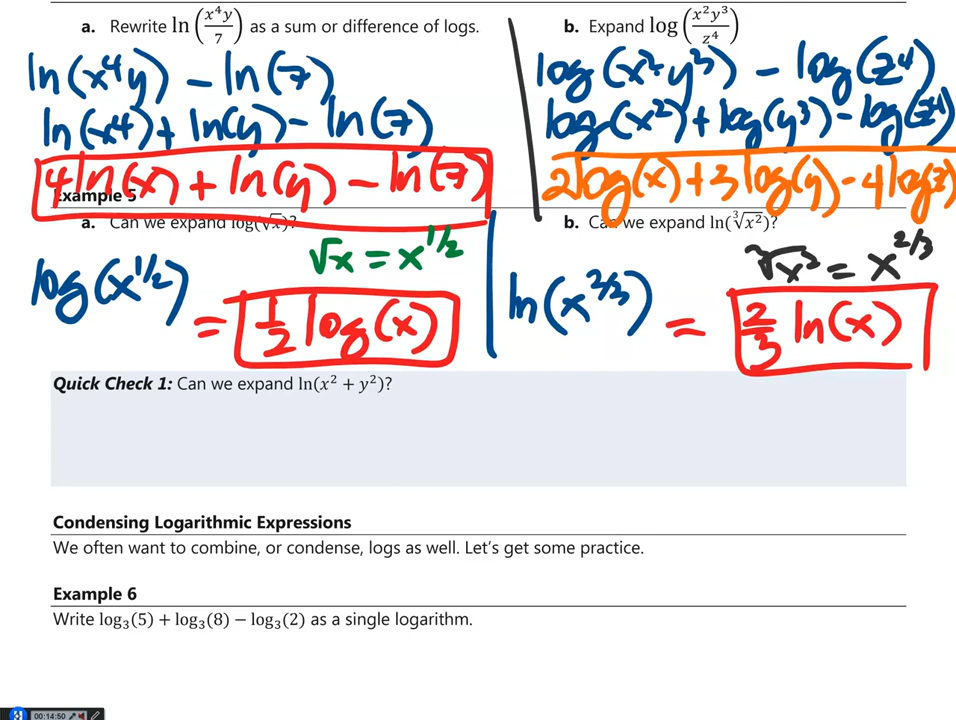 a. Rewrite ln(x⁴y/7) as a sum or difference of logs.
ln(x⁴y) − ln(7)
ln(x⁴) + ln(y) − ln(7)
4 ln(x) + ln(y) − ln(7)
b. Expand log(x²y³/z⁴)
log(x²y³) − log(z⁴)
log(x²) + log(y³) − log(z⁴)
2log(x) + 3log(y) − 4log(z)
Example 5
a. Can we expand log(√x)?
√x = x^1/2
log(x^1/2)
= 1/2 log(x)
b. Can we expand ln(∛x²)?
∛x² = x^2/3
ln(x^2/3)
= 2/3 ln(x)
Quick Check 1: Can we expand ln(x² + y²)?
Condensing Logarithmic Expressions
We often want to combine, or condense, logs as well. Let's get some practice.
Example 6
Write log₃(5) + log₃(8) − log₃(2) as a single logarithm.
00:14:50